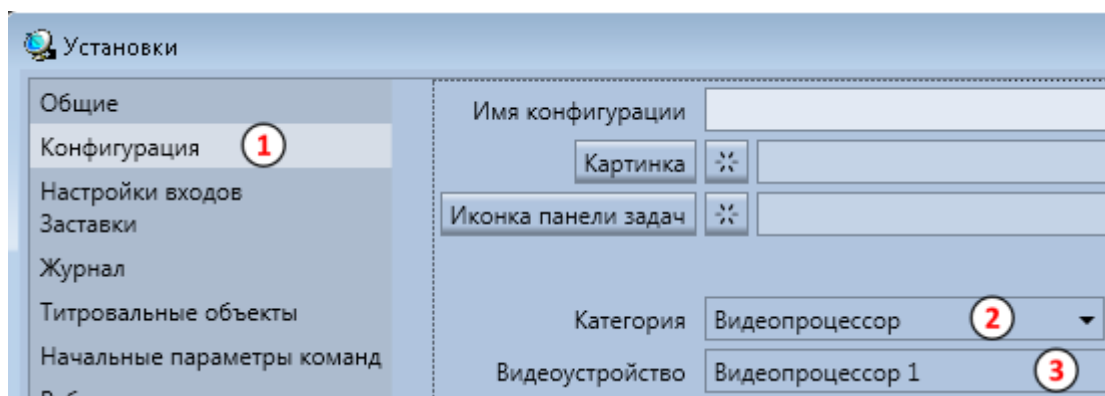 Установки
Общие
Конфигурация 1
Настройки входов
Заставки
Журнал
Титровальные объекты
Начальные параметры команд
Имя конфигурации
Картинка
Иконка панели задач
Категория Видеопроцессор 2
Видеоустройство Видеопроцессор 1 3